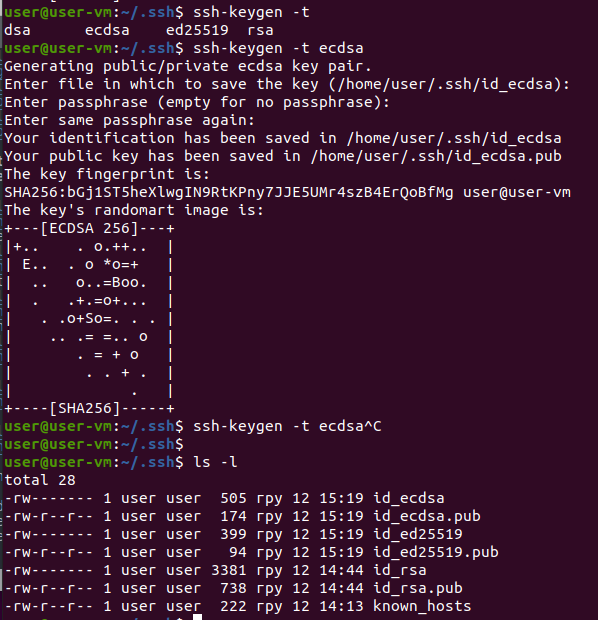 user@user-vm:~/.ssh$ ssh-keygen -t
dsa      ecdsa    ed25519  rsa
user@user-vm:~/.ssh$ ssh-keygen -t ecdsa
Generating public/private ecdsa key pair.
Enter file in which to save the key (/home/user/.ssh/id_ecdsa):
Enter passphrase (empty for no passphrase):
Enter same passphrase again:
Your identification has been saved in /home/user/.ssh/id_ecdsa
Your public key has been saved in /home/user/.ssh/id_ecdsa.pub
The key fingerprint is:
SHA256:bGj1ST5heXlwgIN9RtKPny7JJE5UMr4szB4ErQoBfMg user@user-vm
The key's randomart image is:
+---[ECDSA 256]---+
|+..    . o.++..  |
| E..  . o *o=+   |
|  ..   o..=Boo.  |
|  .   .+.=o+...  |
|   . .o+So=. . . |
|    .. .= =.. o  |
|       . = + o   |
|        . . + .  |
|             .   |
+----[SHA256]-----+
user@user-vm:~/.ssh$ ssh-keygen -t ecdsa^C
user@user-vm:~/.ssh$
user@user-vm:~/.ssh$ ls -l
total 28
-rw------- 1 user user  505 гру 12 15:19 id_ecdsa
-rw-r--r-- 1 user user  174 гру 12 15:19 id_ecdsa.pub
-rw------- 1 user user  399 гру 12 15:19 id_ed25519
-rw-r--r-- 1 user user   94 гру 12 15:19 id_ed25519.pub
-rw------- 1 user user 3381 гру 12 14:44 id_rsa
-rw-r--r-- 1 user user  738 гру 12 14:44 id_rsa.pub
-rw-r--r-- 1 user user  222 гру 12 14:13 known_hosts
user@user-vm:~/.ssh$